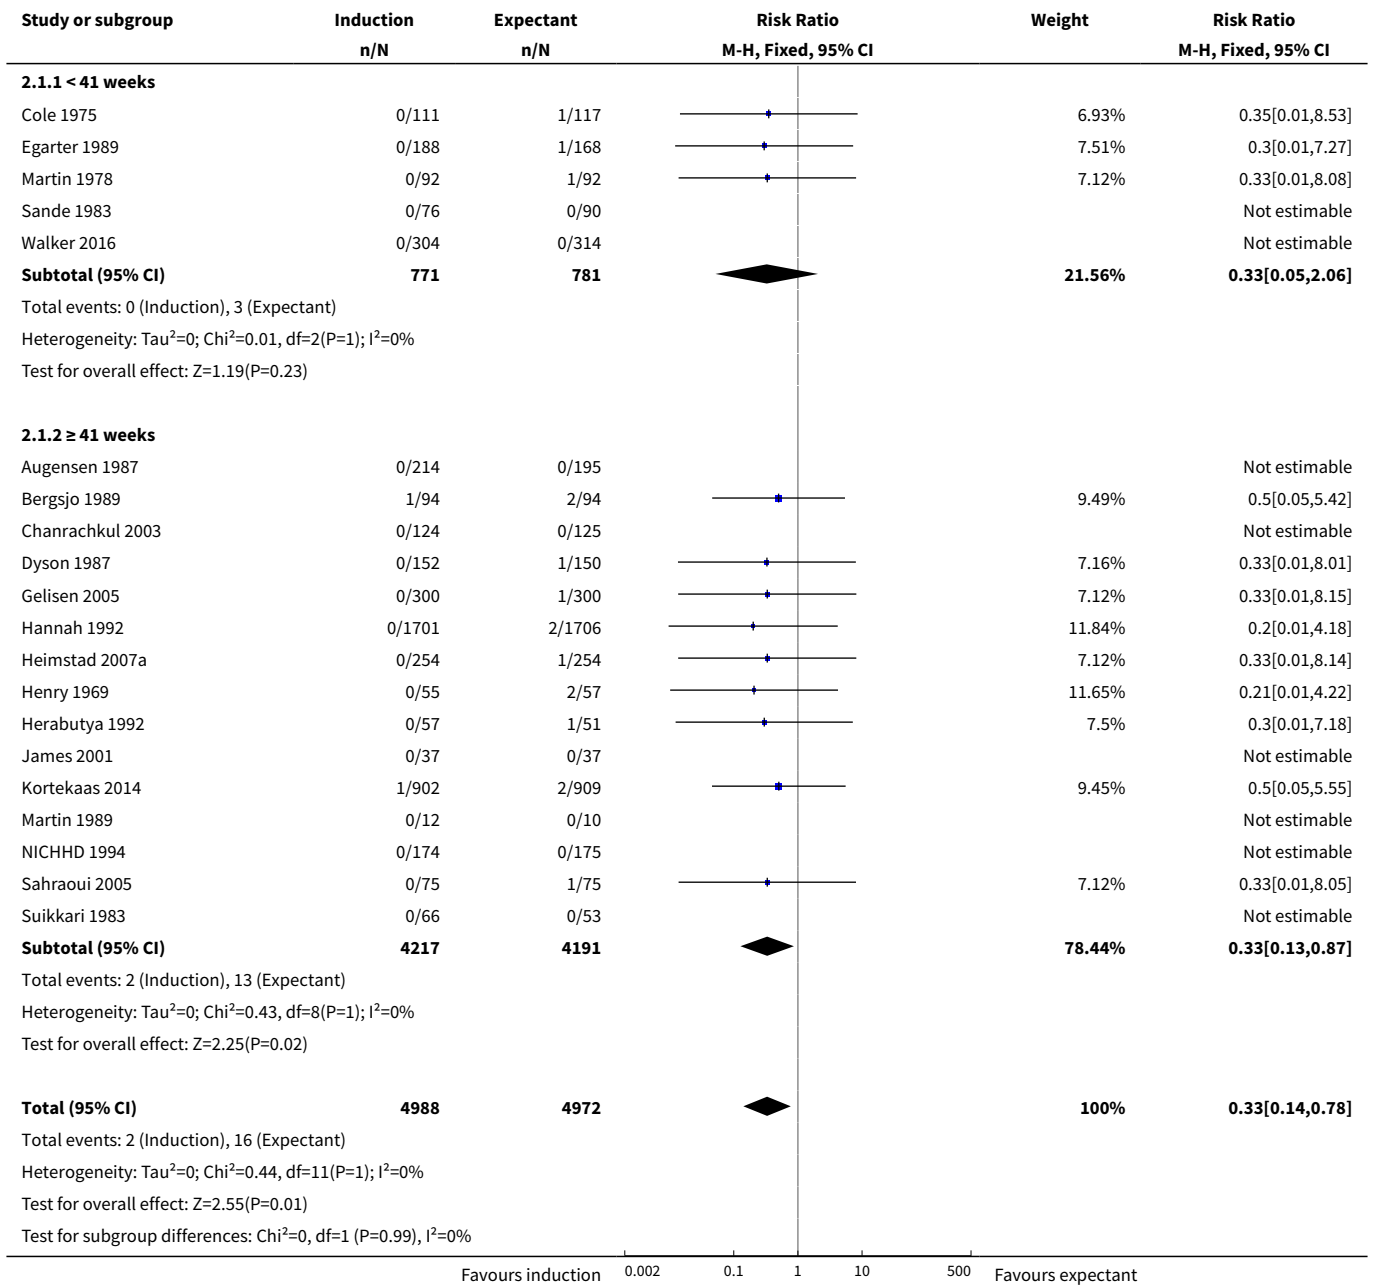 Study or subgroup Induction Expectant Risk Ratio Weight Risk Ratio
n/N n/N M-H, Fixed, 95% CI M-H, Fixed, 95% CI
2.1.1 < 41 weeks
Cole 1975 0/111 1/117 6.93% 0.35[0.01,8.53]
Egarter 1989 0/188 1/168 7.51% 0.3[0.01,7.27]
Martin 1978 0/92 1/92 7.12% 0.33[0.01,8.08]
Sande 1983 0/76 0/90 Not estimable
Walker 2016 0/304 0/314 Not estimable
Subtotal (95% CI) 771 781 21.56% 0.33[0.05,2.06]
Total events: 0 (Induction), 3 (Expectant)
Heterogeneity: Tau²=0; Chi²=0.01, df=2(P=1); I²=0%
Test for overall effect: Z=1.19(P=0.23)
2.1.2 ≥ 41 weeks
Augensen 1987 0/214 0/195 Not estimable
Bergsjo 1989 1/94 2/94 9.49% 0.5[0.05,5.42]
Chanrachkul 2003 0/124 0/125 Not estimable
Dyson 1987 0/152 1/150 7.16% 0.33[0.01,8.01]
Gelisen 2005 0/300 1/300 7.12% 0.33[0.01,8.15]
Hannah 1992 0/1701 2/1706 11.84% 0.2[0.01,4.18]
Heimstad 2007a 0/254 1/254 7.12% 0.33[0.01,8.14]
Henry 1969 0/55 2/57 11.65% 0.21[0.01,4.22]
Herabutya 1992 0/57 1/51 7.5% 0.3[0.01,7.18]
James 2001 0/37 0/37 Not estimable
Kortekaas 2014 1/902 2/909 9.45% 0.5[0.05,5.55]
Martin 1989 0/12 0/10 Not estimable
NICHHD 1994 0/174 0/175 Not estimable
Sahraoui 2005 0/75 1/75 7.12% 0.33[0.01,8.05]
Suikkari 1983 0/66 0/53 Not estimable
Subtotal (95% CI) 4217 4191 78.44% 0.33[0.13,0.87]
Total events: 2 (Induction), 13 (Expectant)
Heterogeneity: Tau²=0; Chi²=0.43, df=8(P=1); I²=0%
Test for overall effect: Z=2.25(P=0.02)
Total (95% CI) 4988 4972 100% 0.33[0.14,0.78]
Total events: 2 (Induction), 16 (Expectant)
Heterogeneity: Tau²=0; Chi²=0.44, df=11(P=1); I²=0%
Test for overall effect: Z=2.55(P=0.01)
Test for subgroup differences: Chi²=0, df=1 (P=0.99), I²=0%
Favours induction 0.002 0.1 1 10 500 Favours expectant